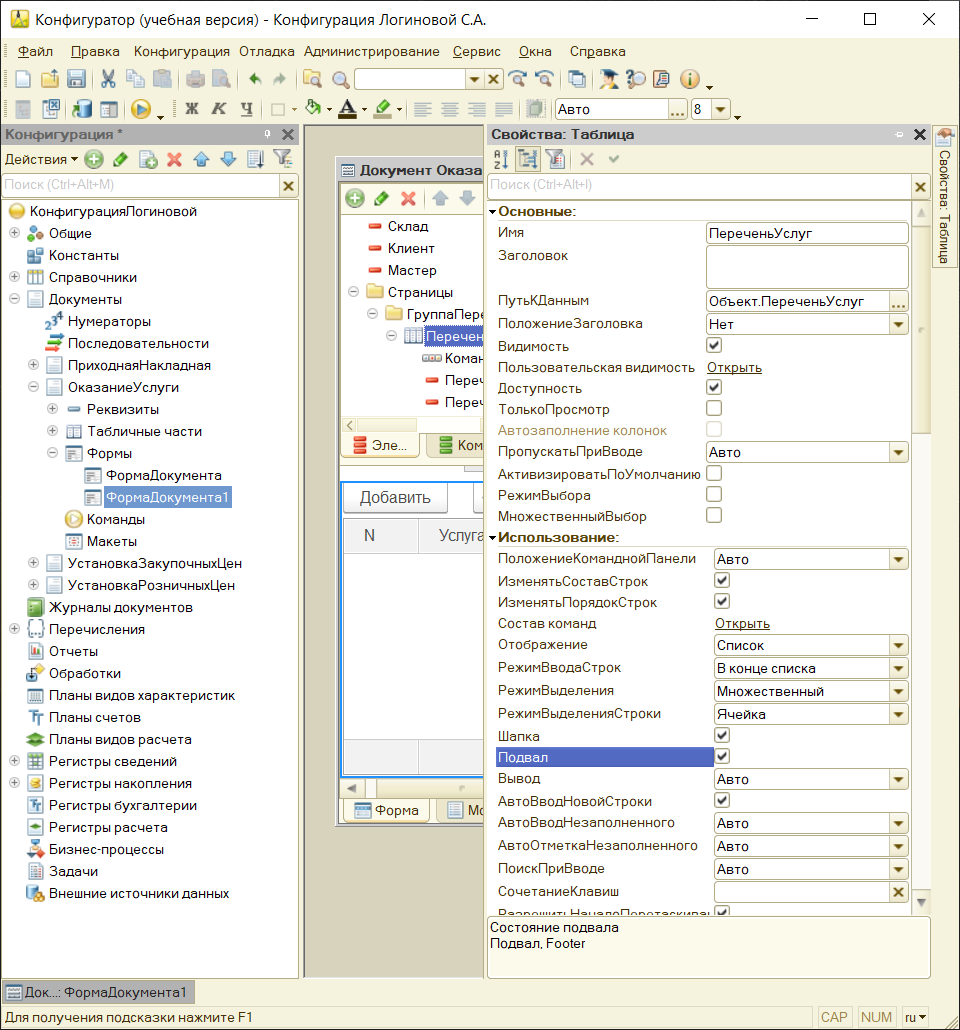 Конфигуратор (учебная версия) - Конфигурация Логиновой С.А.
Файл Правка Конфигурация Отладка Администрирование Сервис Окна Справка
Ж К Ч А Авто ... 8
Конфигурация *
Действия
Поиск (Ctrl+Alt+M)
КонфигурацияЛогиновой
Общие
Константы
Справочники
Документы
Нумераторы
Последовательности
ПриходнаяНакладная
ОказаниеУслуги
Реквизиты
Табличные части
Формы
ФормаДокумента
ФормаДокумента1
Команды
Макеты
УстановкаЗакупочныхЦен
УстановкаРозничныхЦен
Журналы документов
Перечисления
Отчеты
Обработки
Планы видов характеристик
Планы счетов
Планы видов расчета
Регистры сведений
Регистры накопления
Регистры бухгалтерии
Регистры расчета
Бизнес-процессы
Задачи
Внешние источники данных
Документ Оказа
Склад
Клиент
Мастер
Страницы
ГруппаПере
Перечен
Коман
Переч
Переч
Эле...
Ком
Добавить
N Услуга
Форма
Мо
Свойства: Таблица
Поиск (Ctrl+Alt+I)
Основные:
Имя ПереченьУслуг
Заголовок
ПутьКДанным Объект.ПереченьУслуг ...
ПоложениеЗаголовка Нет
Видимость
Пользовательская видимость Открыть
Доступность
ТолькоПросмотр
Автозаполнение колонок
ПропускатьПриВводе Авто
АктивизироватьПоУмолчанию
РежимВыбора
МножественныйВыбор
Использование:
ПоложениеКоманднойПанели Авто
ИзменятьСоставСтрок
ИзменятьПорядокСтрок
Состав команд Открыть
Отображение Список
РежимВводаСтрок В конце списка
РежимВыделения Множественный
РежимВыделенияСтроки Ячейка
Шапка
Подвал
Вывод Авто
АвтоВводНовойСтроки
АвтоВводНезаполненного Авто
АвтоОтметкаНезаполненного Авто
ПоискПриВводе Авто
СочетаниеКлавиш
РазрешитьНачалоПеретаскиван
Состояние подвала
Подвал, Footer
Свойства: Таблица
Док...: ФормаДокумента1
Для получения подсказки нажмите F1
CAP NUM ru